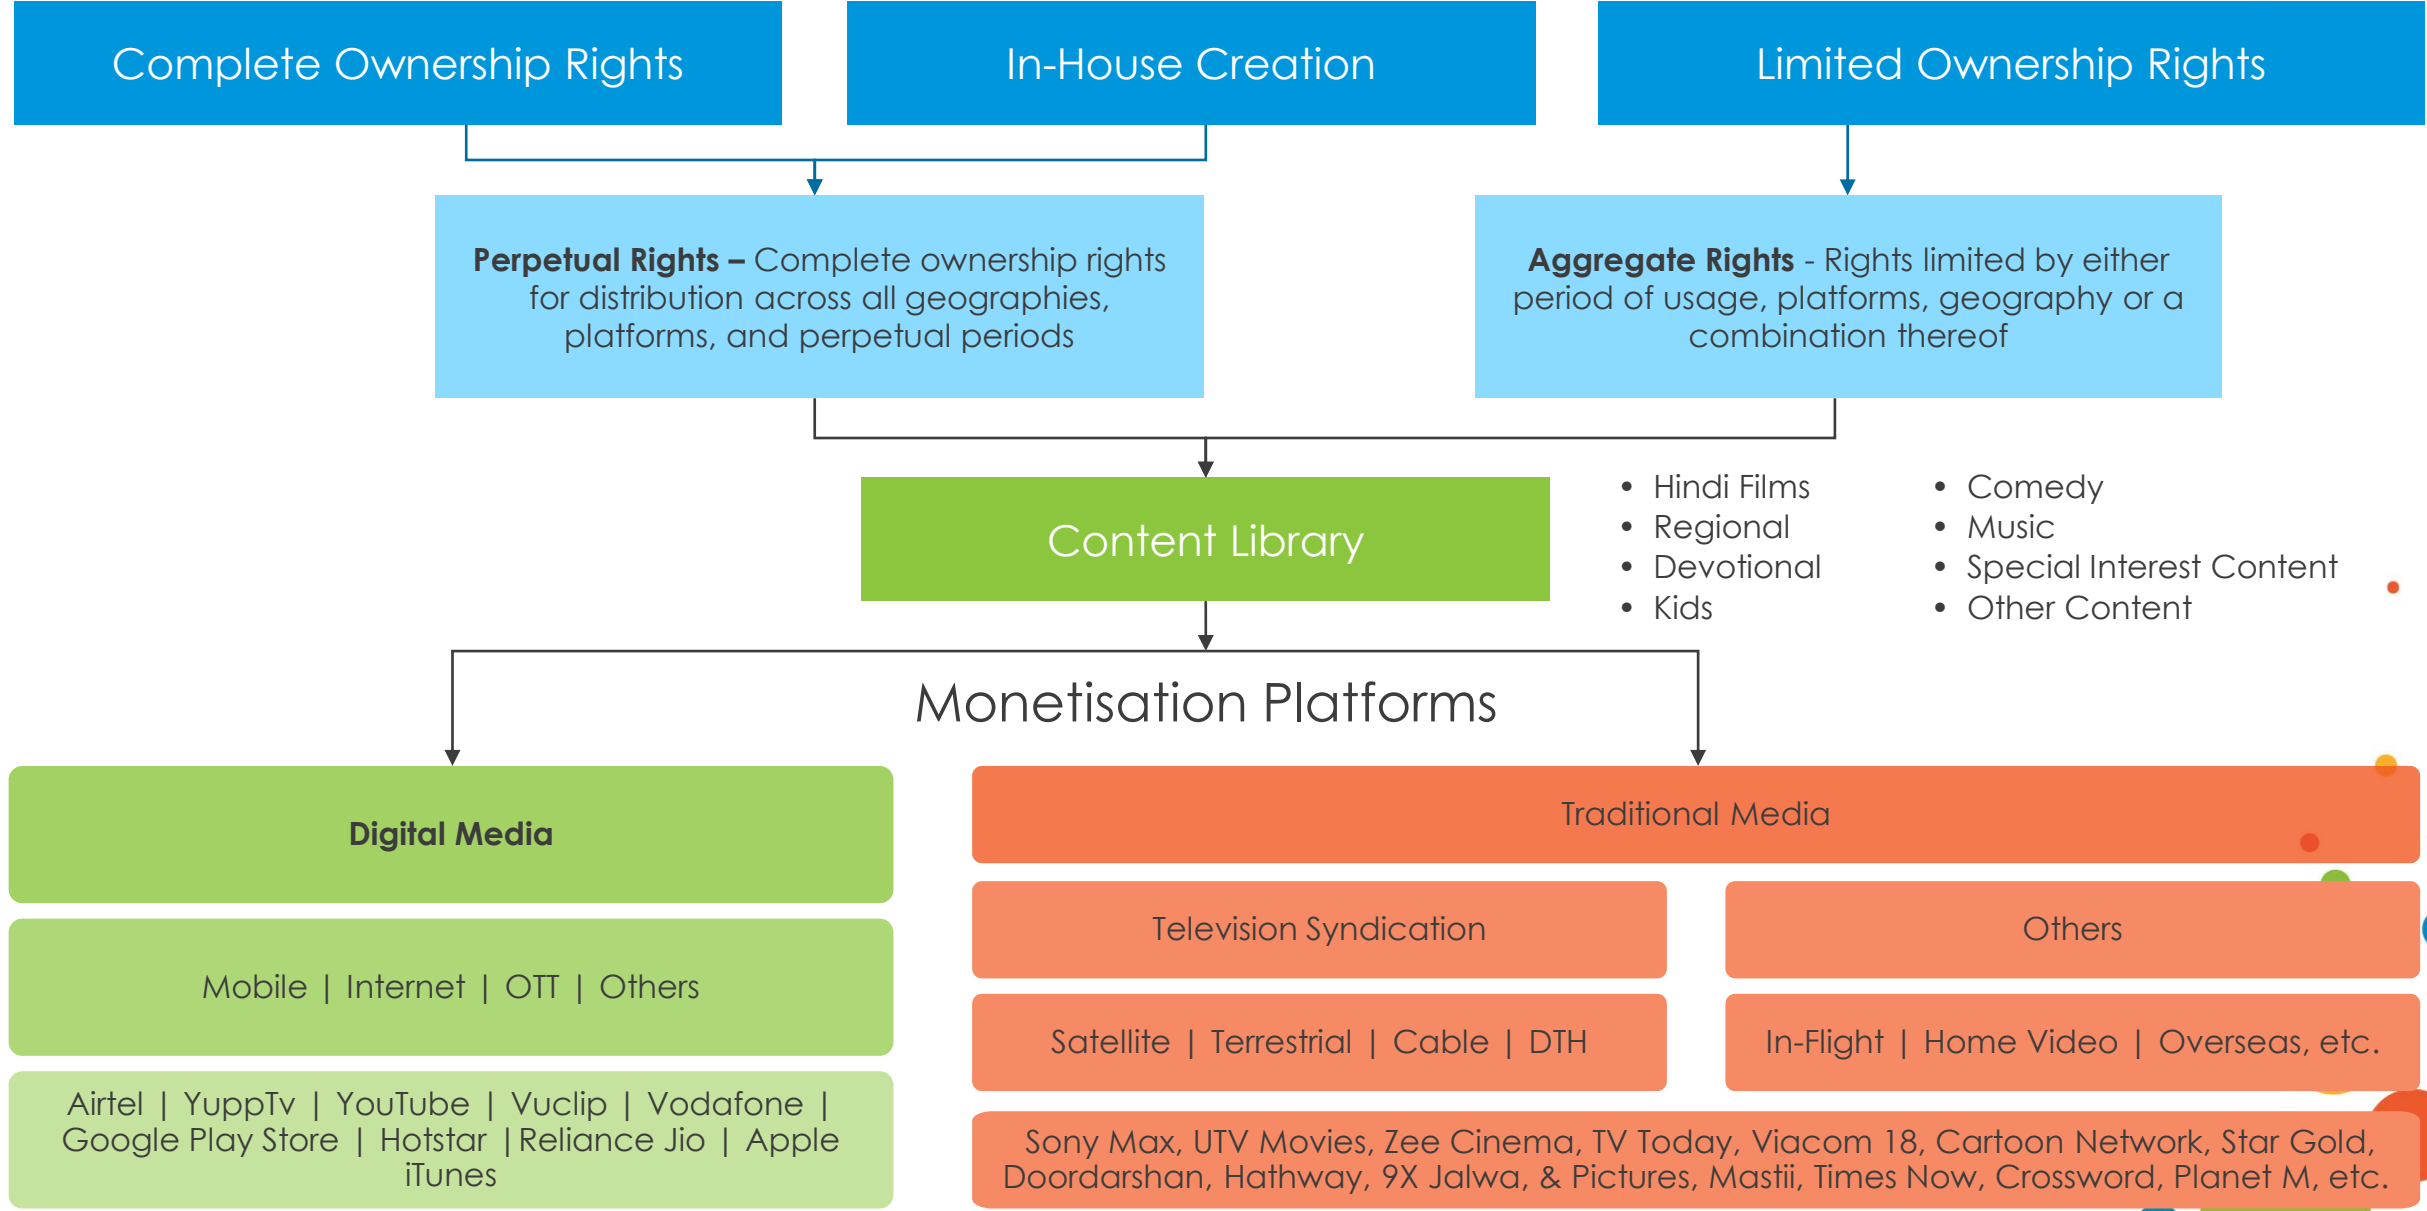 Complete Ownership Rights
In-House Creation
Limited Ownership Rights
Perpetual Rights – Complete ownership rights
for distribution across all geographies,
platforms, and perpetual periods
Aggregate Rights - Rights limited by either
period of usage, platforms, geography or a
combination thereof
Content Library
• Hindi Films
• Regional
• Devotional
• Kids
• Comedy
• Music
• Special Interest Content
• Other Content
Monetisation Platforms
Digital Media
Mobile | Internet | OTT | Others
Airtel | YuppTv | YouTube | Vuclip | Vodafone |
Google Play Store | Hotstar |Reliance Jio | Apple
iTunes
Traditional Media
Television Syndication
Others
Satellite | Terrestrial | Cable | DTH
In-Flight | Home Video | Overseas, etc.
Sony Max, UTV Movies, Zee Cinema, TV Today, Viacom 18, Cartoon Network, Star Gold,
Doordarshan, Hathway, 9X Jalwa, & Pictures, Mastii, Times Now, Crossword, Planet M, etc.